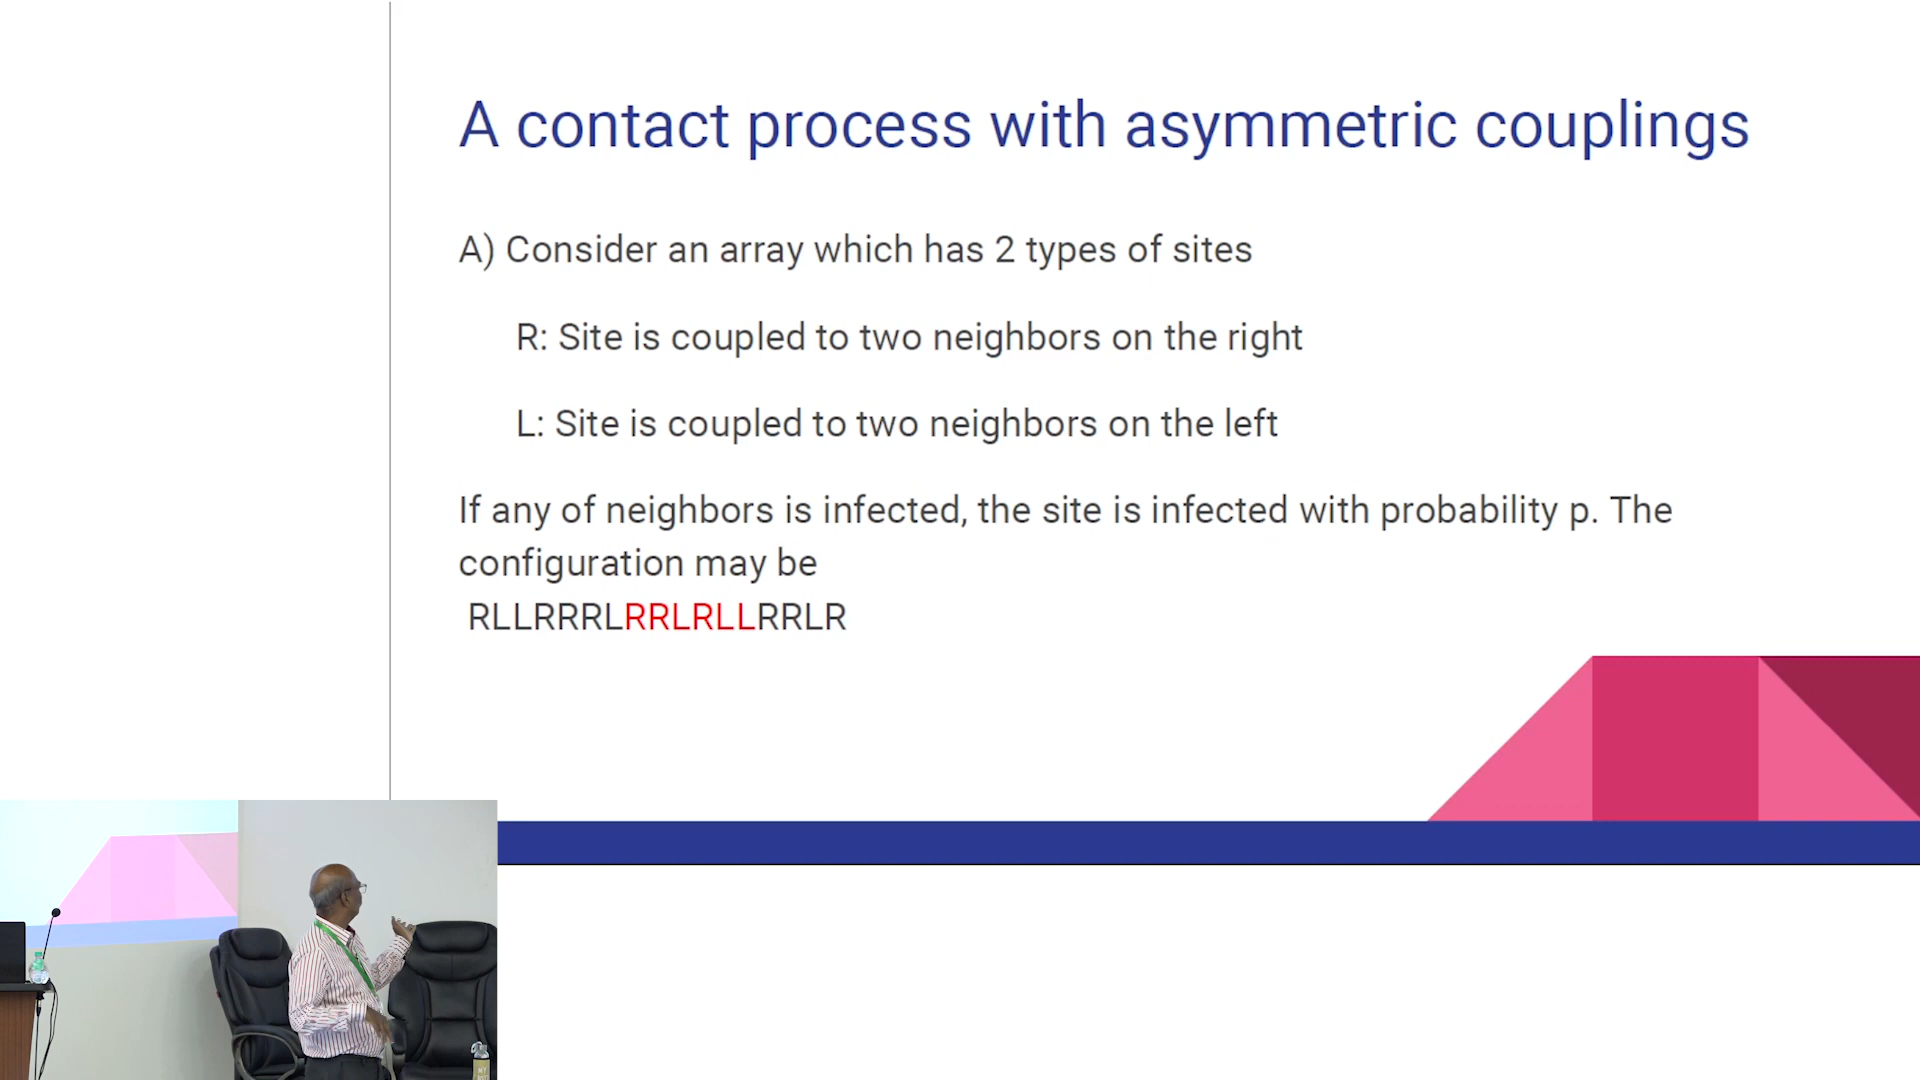 A contact process with asymmetric couplings
A) Consider an array which has 2 types of sites
R: Site is coupled to two neighbors on the right
L: Site is coupled to two neighbors on the left
If any of neighbors is infected, the site is infected with probability p. The
configuration may be
RLLRRRLRRLRLLRRLR